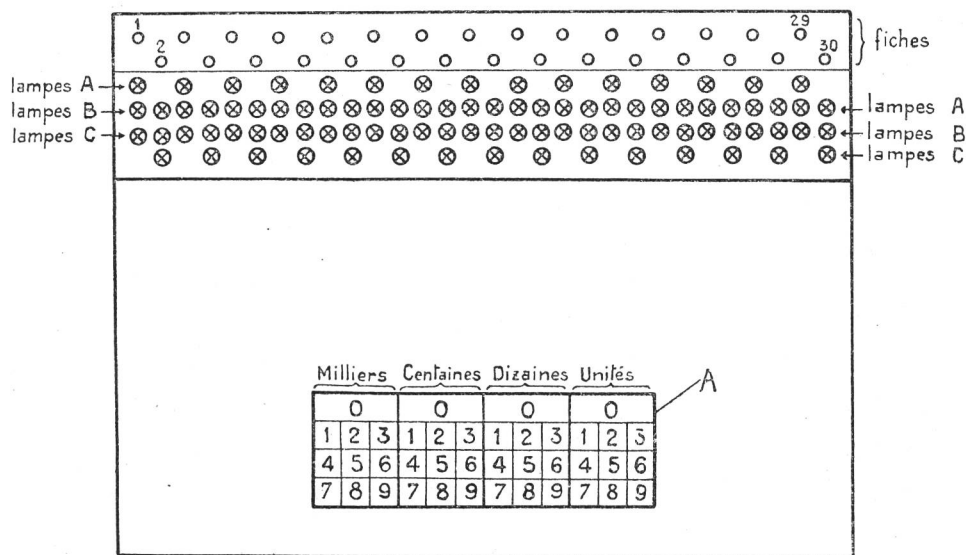 1 29
2 30 fiches
lampes A
lampes B lampes A
lampes C lampes B
lampes C
Milliers Centaines Dizaines Unités A
0 0 0 0
1 2 3 1 2 3 1 2 3 1 2 3
4 5 6 4 5 6 4 5 6 4 5 6
7 8 9 7 8 9 7 8 9 7 8 9